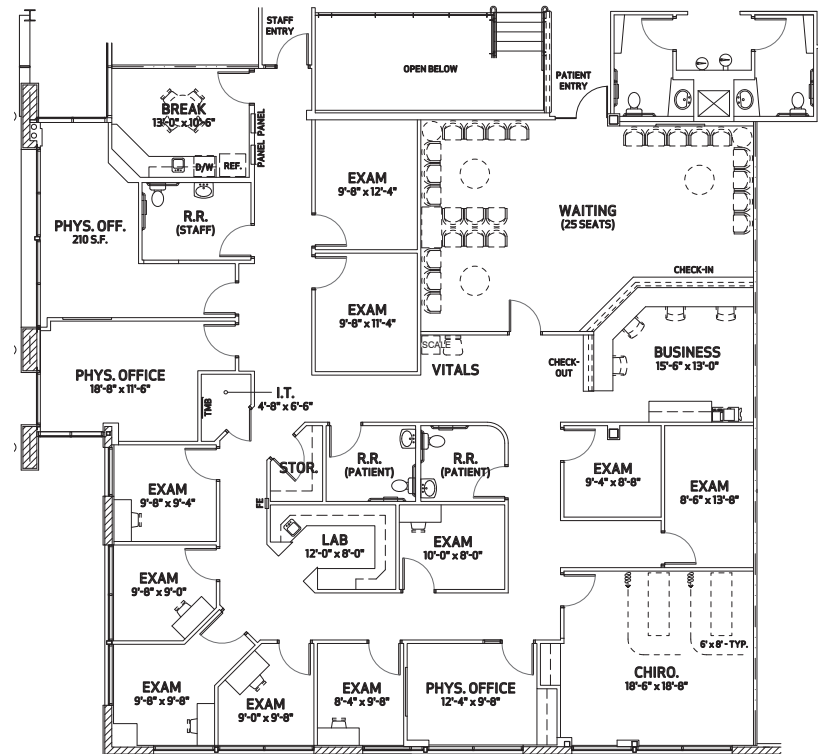 STAFF
ENTRY
OPEN BELOW
PATIENT
ENTRY
BREAK
13'-0" x 10'-6"
PANEL
PANEL
D/W
REF.
EXAM
9'-8" x 12'-4"
WAITING
(25 SEATS)
R.R.
(STAFF)
PHYS. OFF.
210 S.F.
CHECK-IN
EXAM
9'-8" x 11'-4"
SCALE
VITALS
CHECK-
OUT
BUSINESS
15'-6" x 13'-0"
PHYS. OFFICE
18'-8" x 11'-6"
I.T.
4'-8" x 6'-6"
TMB
STOR.
R.R.
(PATIENT)
R.R.
(PATIENT)
EXAM
9'-4" x 8'-8"
EXAM
8'-6" x 13'-8"
EXAM
9'-8" x 9'-4"
FE
LAB
12'-0" x 8'-0"
EXAM
10'-0" x 8'-0"
EXAM
9'-8" x 9'-0"
6' x 8' - TYP.
CHIRO.
18'-6" x 18'-8"
EXAM
9'-8" x 9'-8"
EXAM
9'-0" x 9'-8"
EXAM
8'-4" x 9'-8"
PHYS. OFFICE
12'-4" x 9'-8"